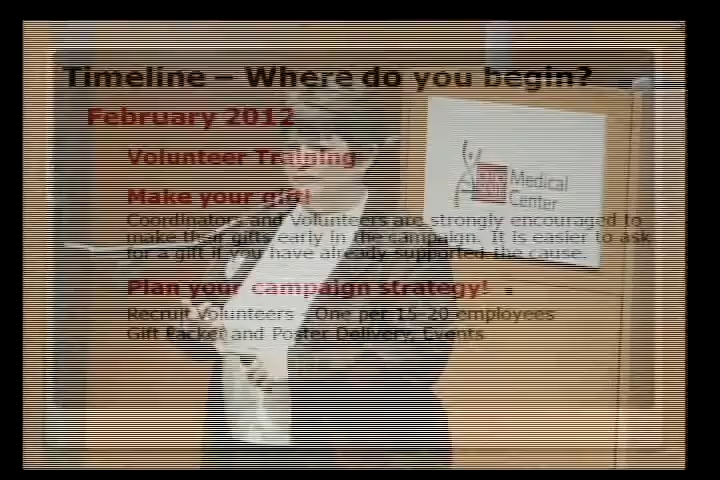 Timeline – Where do you begin?
February 2012
Volunteer Training
Make your gift!
Coordinators and Volunteers are strongly encouraged to
make their gifts early in the campaign. It is easier to ask
for a gift if you have already supported the cause.
Plan your campaign strategy!
Recruit Volunteers - One per 15-20 employees
Gift Packet and Poster Delivery, Events
Medical
Center